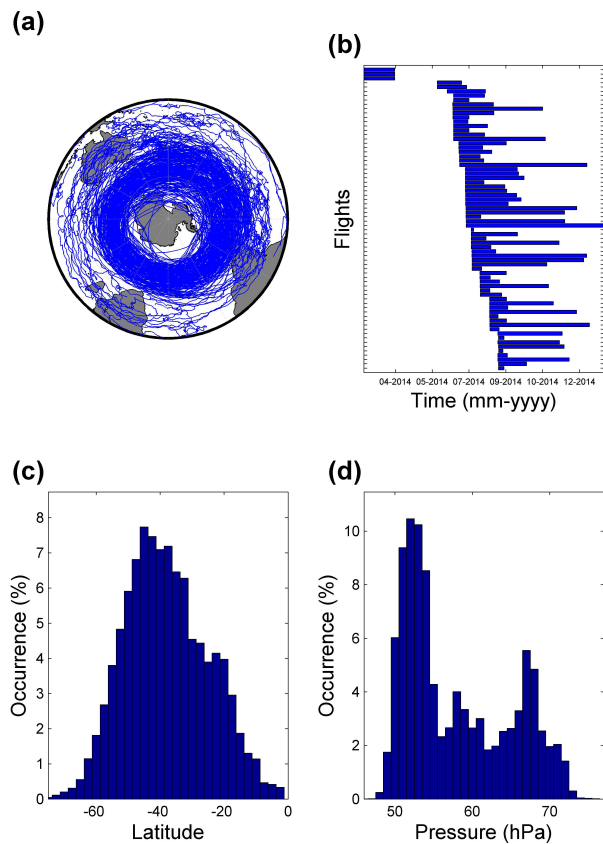 (a)
(b)
Flights
04-2014 05-2014 07-2014 09-2014 10-2014 12-2014
Time (mm-yyyy)
(c)
8
7
6
5
4
3
2
1
0
Occurrence (%)
-60 -40 -20 0
Latitude
(d)
10
8
6
4
2
0
Occurrence (%)
50 60 70
Pressure (hPa)